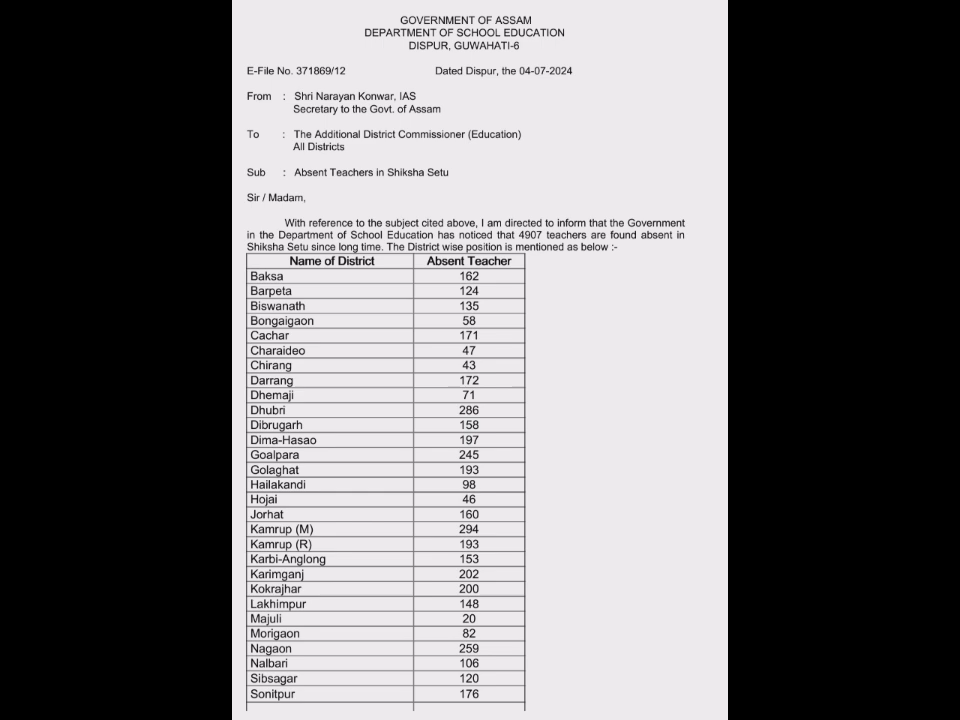 GOVERNMENT OF ASSAM
DEPARTMENT OF SCHOOL EDUCATION
DISPUR, GUWAHATI-6
E-File No. 371869/12 Dated Dispur, the 04-07-2024
From : Shri Narayan Konwar, IAS
Secretary to the Govt. of Assam
To : The Additional District Commissioner (Education)
All Districts
Sub : Absent Teachers in Shiksha Setu
Sir / Madam,
With reference to the subject cited above, I am directed to inform that the Government
in the Department of School Education has noticed that 4907 teachers are found absent in
Shiksha Setu since long time. The District wise position is mentioned as below :-
Name of District Absent Teacher
Baksa 162
Barpeta 124
Biswanath 135
Bongaigaon 58
Cachar 171
Charaideo 47
Chirang 43
Darrang 172
Dhemaji 71
Dhubri 286
Dibrugarh 158
Dima-Hasao 197
Goalpara 245
Golaghat 193
Hailakandi 98
Hojai 46
Jorhat 160
Kamrup (M) 294
Kamrup (R) 193
Karbi-Anglong 153
Karimganj 202
Kokrajhar 200
Lakhimpur 148
Majuli 20
Morigaon 82
Nagaon 259
Nalbari 106
Sibsagar 120
Sonitpur 176